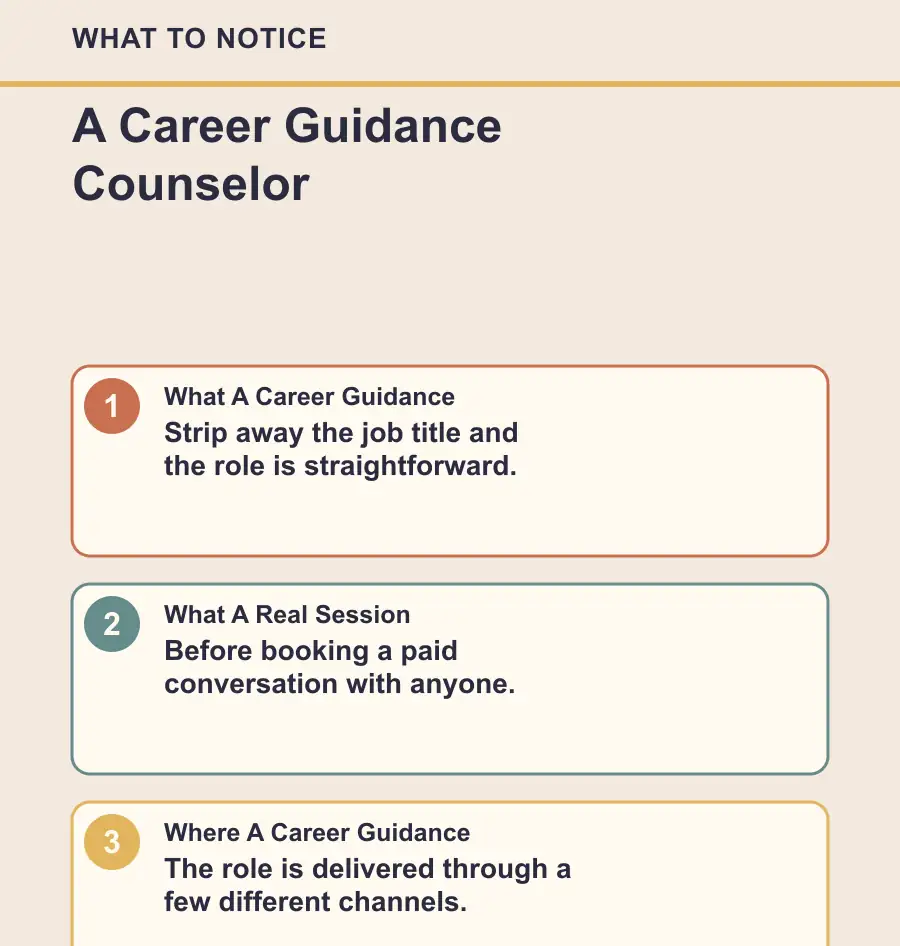 WHAT TO NOTICE
A Career Guidance
Counselor
1
What A Career Guidance
Strip away the job title and
the role is straightforward.
2
What A Real Session
Before booking a paid
conversation with anyone.
3
Where A Career Guidance
The role is delivered through a
few different channels.